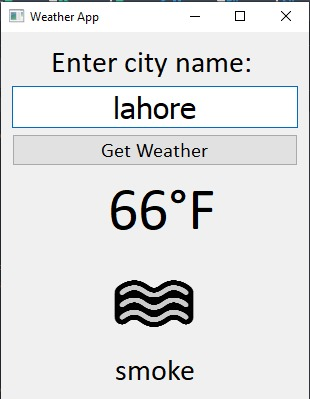 Weather App
Enter city name:
lahore
Get Weather
66°F
smoke